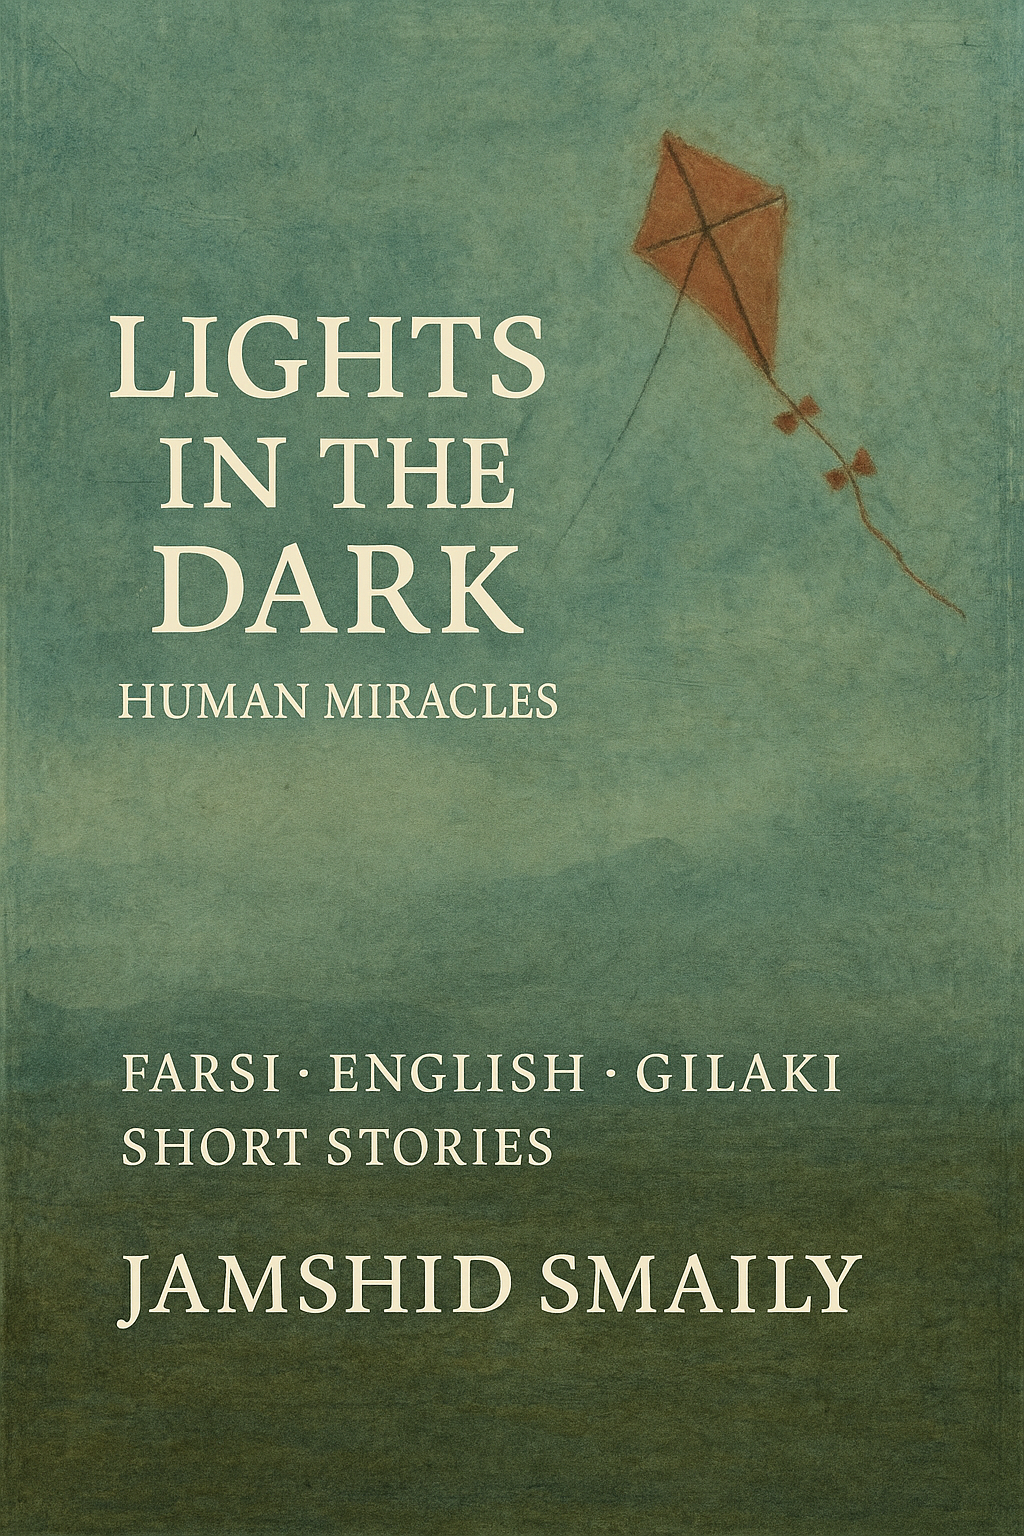 LIGHTS
IN THE
DARK
HUMAN MIRACLES
FARSI · ENGLISH · GILAKI
SHORT STORIES
JAMSHID SMAILY